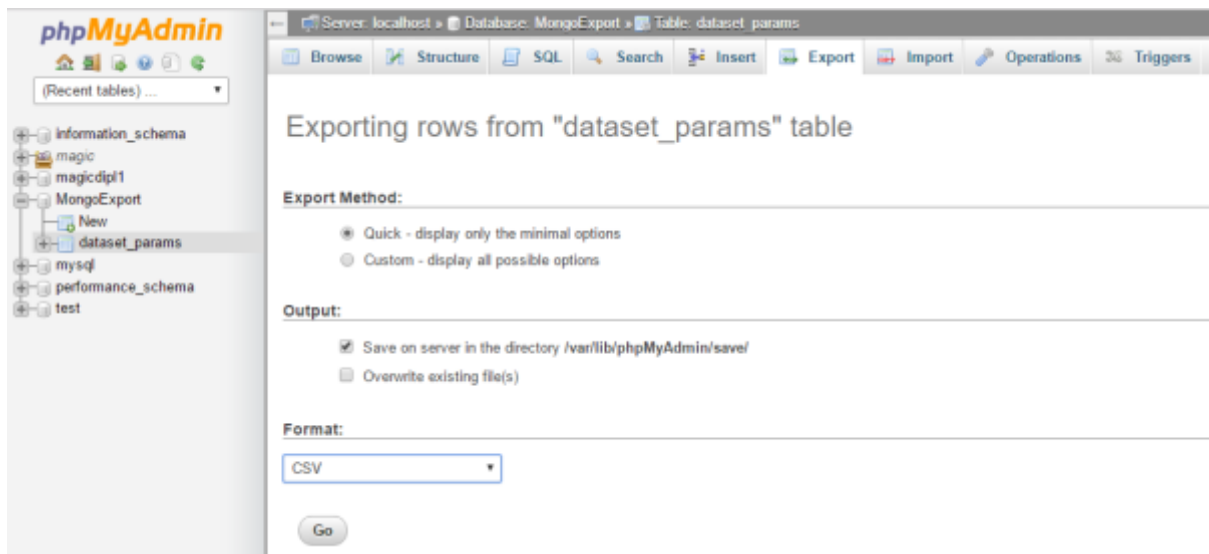 phpMyAdmin
(Recent tables) ...
information_schema
magic
magicdipl1
MongoExport
New
dataset_params
mysql
performance_schema
test
Server: localhost » Database: MongoExport » Table: dataset_params
Browse Structure SQL Search Insert Export Import Operations Triggers
Exporting rows from "dataset_params" table
Export Method:
Quick - display only the minimal options
Custom - display all possible options
Output:
Save on server in the directory /var/lib/phpMyAdmin/save/
Overwrite existing file(s)
Format:
CSV
Go